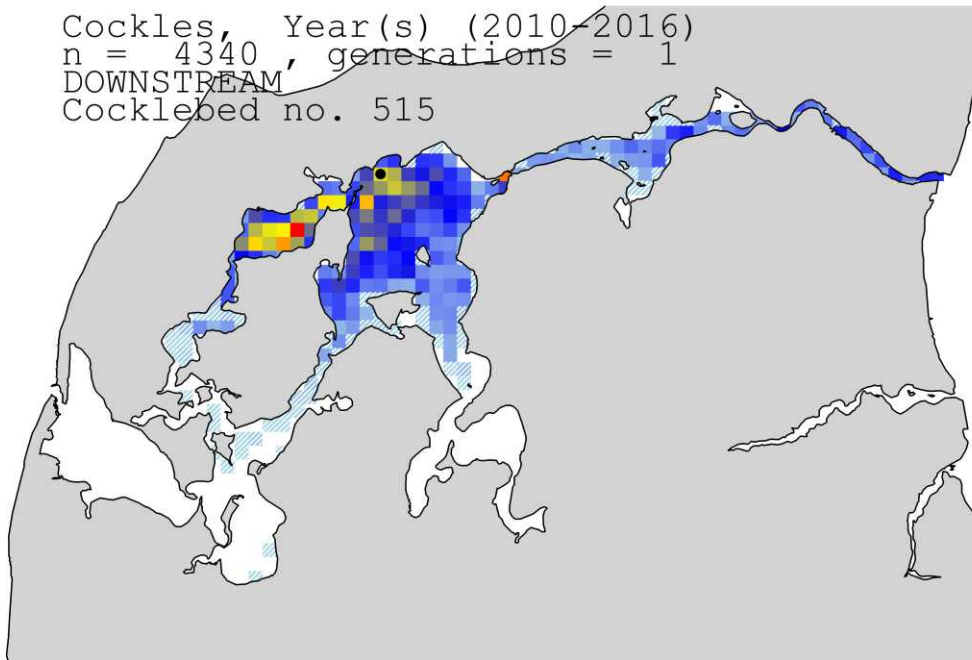 Cockles, Year(s) (2010-2016)
n = 4340 , generations = 1
DOWNSTREAM
Cocklebed no. 515